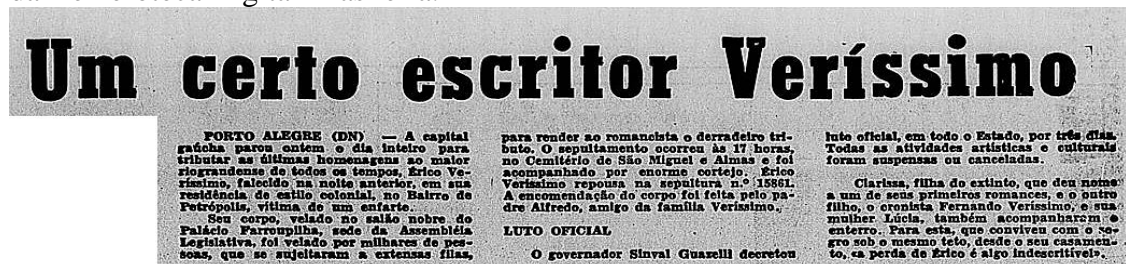 Um certo escritor Veríssimo
PORTO ALEGRE (DN) — A capital
gaúcha parou ontem o dia inteiro para
tributar as últimas homenagens ao maior
riograndense de todos os tempos, Érico Ve-
ríssimo, falecido na noite anterior, em sua
residência de estilo colonial, no Bairro de
Petrópolis, vítima de um enfarte.
Seu corpo, velado no salão nobre do
Palácio Farroupilha, sede da Assembléia
Legislativa, foi velado por milhares de pes-
soas, que se sujeitaram a extensas filas,
para render ao romancista o derradeiro tri-
buto. O sepultamento ocorreu às 17 horas,
no Cemitério de São Miguel e Almas e foi
acompanhado por enorme cortejo. Érico
Veríssimo repousa na sepultura n.º 15861.
A encomendação do corpo foi feita pelo pa-
dre Alfredo, amigo da família Veríssimo.
LUTO OFICIAL
O governador Sinval Guazelli decretou
luto oficial, em todo o Estado, por três dias.
Todas as atividades artísticas e culturais
foram suspensas ou canceladas.
Clarissa, filha do extinto, que deu nome
a um de seus primeiros romances, e o outro
filho, o cronista Fernando Veríssimo, e sua
mulher Lúcia, também acompanharam o
enterro. Para esta, que conviveu com o so-
gro sob o mesmo teto, desde o seu casamen-
to, «a perda de Érico é algo indescritível».